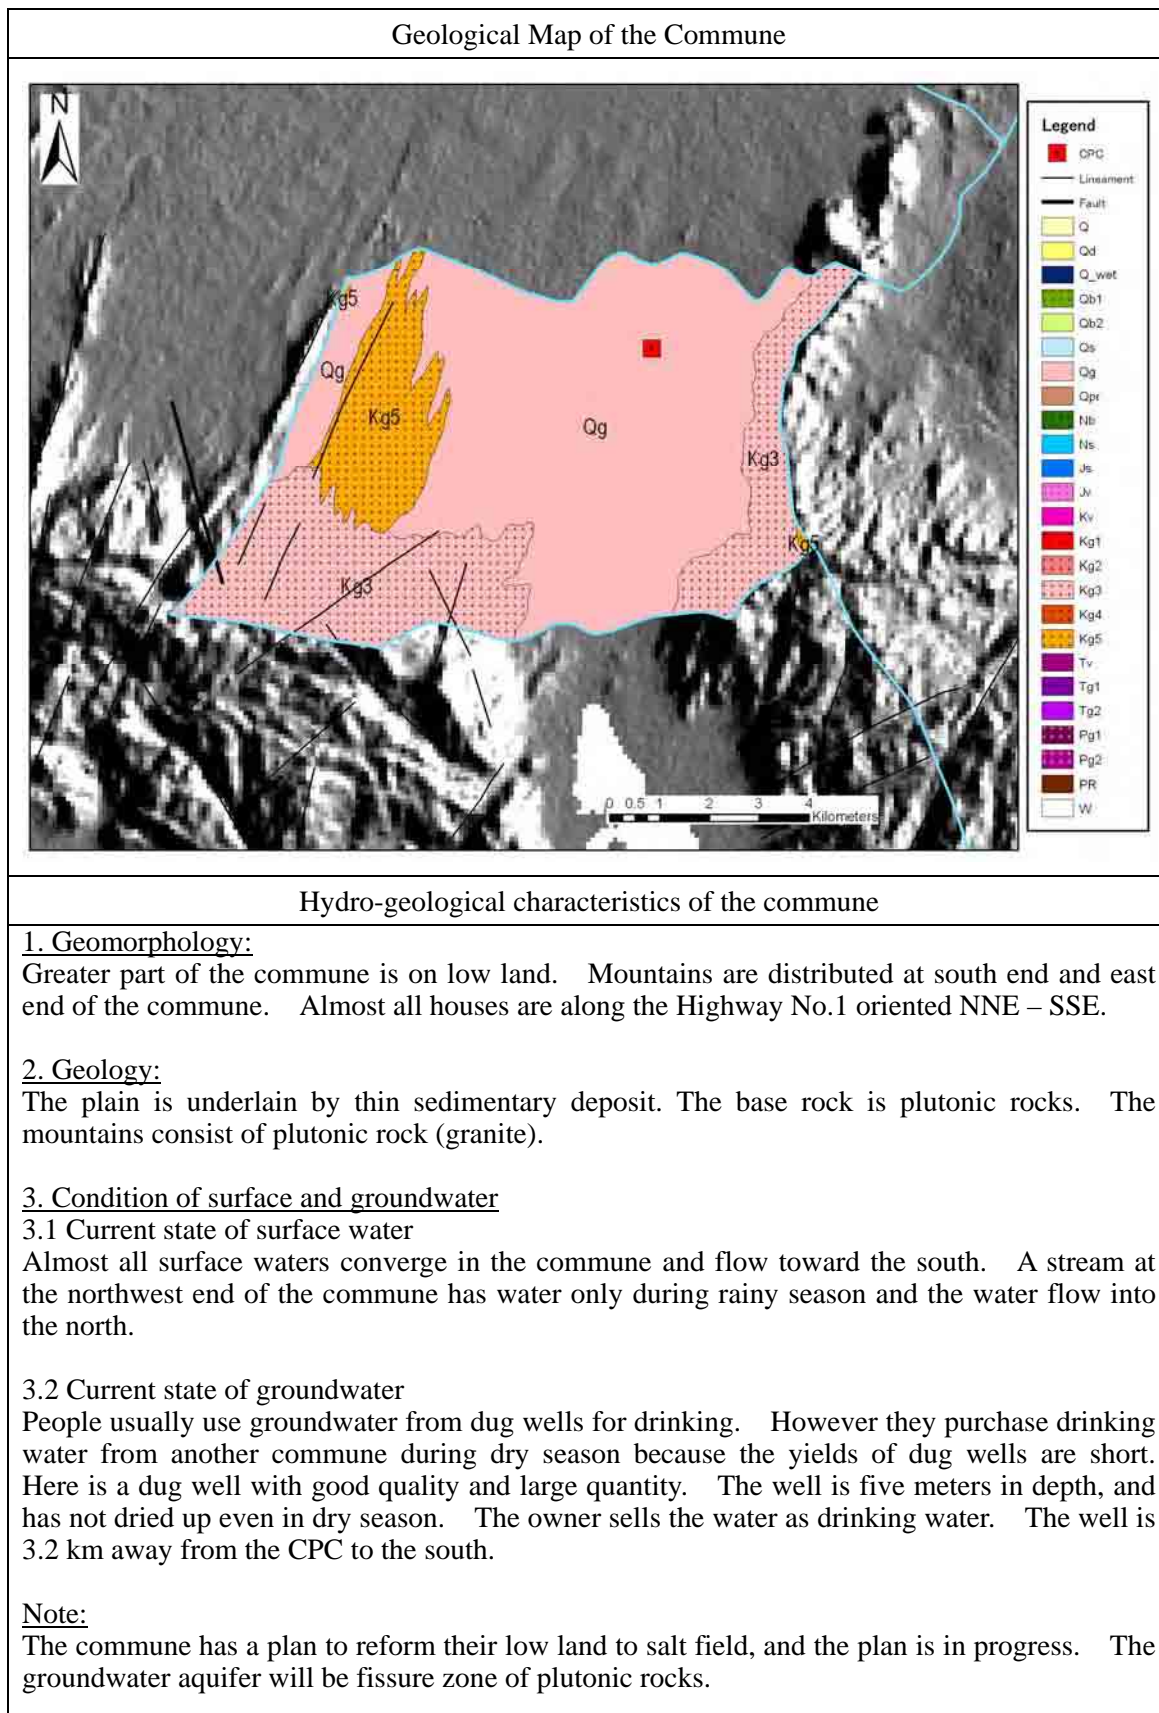 Geological Map of the Commune
N
Legend
CPC
Lineament
Fault
Q
Qd
Q_wet
Qb1
Qb2
Qs
Qg
Qpr
Nb
Ns
Js
Jv
Kv
Kg1
Kg2
Kg3
Kg4
Kg5
Tv
Tg1
Tg2
Pg1
Pg2
PR
W
Kg5
Qg
Kg5
Qg
Kg3
Kg5
Kg3
0 0.5 1 2 3 4
Kilometers
Hydro-geological characteristics of the commune
1. Geomorphology:
Greater part of the commune is on low land. Mountains are distributed at south end and east
end of the commune. Almost all houses are along the Highway No.1 oriented NNE – SSE.
2. Geology:
The plain is underlain by thin sedimentary deposit. The base rock is plutonic rocks. The
mountains consist of plutonic rock (granite).
3. Condition of surface and groundwater
3.1 Current state of surface water
Almost all surface waters converge in the commune and flow toward the south. A stream at
the northwest end of the commune has water only during rainy season and the water flow into
the north.
3.2 Current state of groundwater
People usually use groundwater from dug wells for drinking. However they purchase drinking
water from another commune during dry season because the yields of dug wells are short.
Here is a dug well with good quality and large quantity. The well is five meters in depth, and
has not dried up even in dry season. The owner sells the water as drinking water. The well is
3.2 km away from the CPC to the south.
Note:
The commune has a plan to reform their low land to salt field, and the plan is in progress. The
groundwater aquifer will be fissure zone of plutonic rocks.